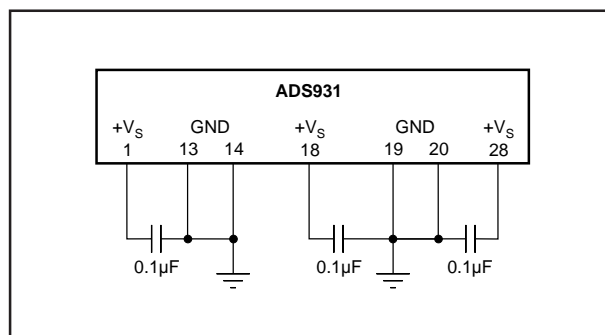 ADS931
+VS GND +VS GND +VS
1 13 14 18 19 20 28
0.1µF 0.1µF 0.1µF